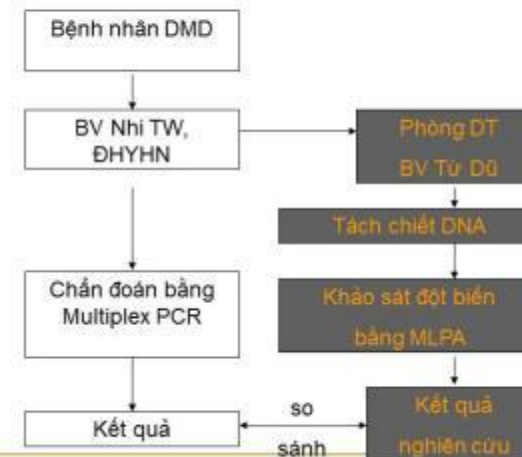 Bệnh nhân DMD
BV Nhi TW,
ĐHYHN
Phòng DT
BV Từ Dũ
Tách chiết DNA
Chẩn đoán bằng
Multiplex PCR
Khảo sát đột biến
bằng MLPA
Kết quả
so
sánh
Kết quả
nghiên cứu